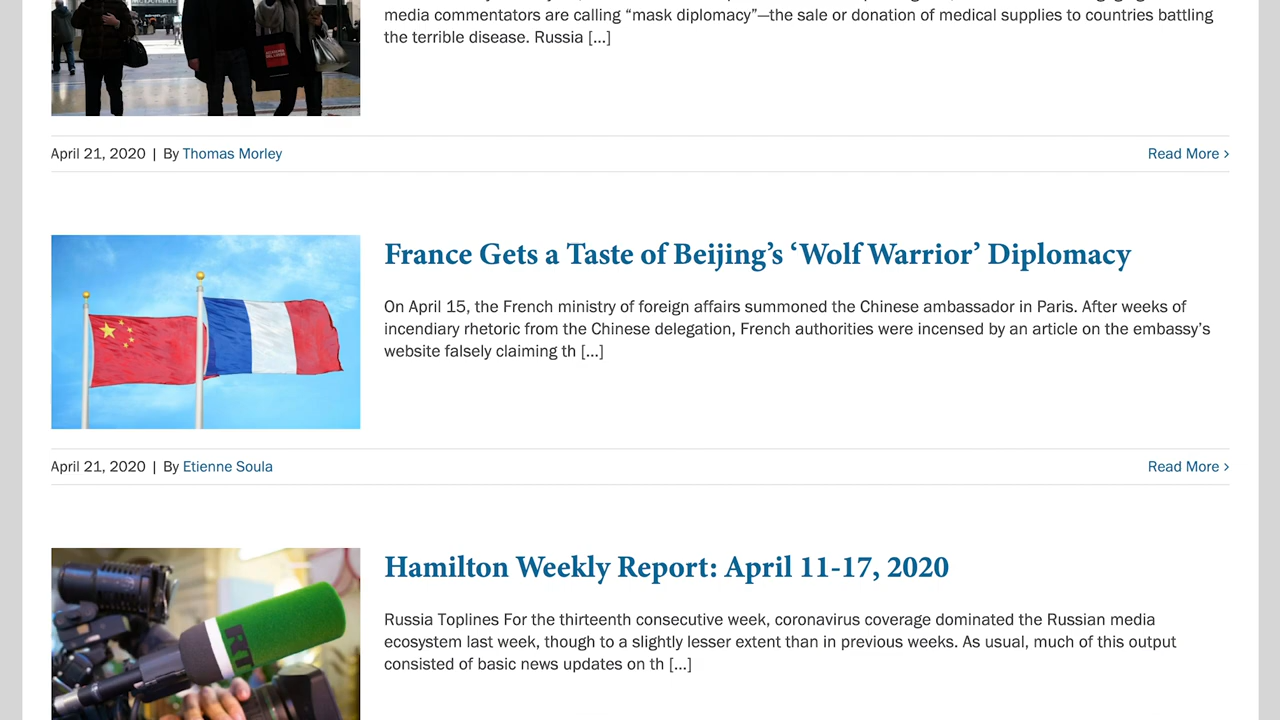 media commentators are calling “mask diplomacy”—the sale or donation of medical supplies to countries battling
the terrible disease. Russia [...]
April 21, 2020 | By Thomas Morley
Read More ›
France Gets a Taste of Beijing’s ‘Wolf Warrior’ Diplomacy
On April 15, the French ministry of foreign affairs summoned the Chinese ambassador in Paris. After weeks of
incendiary rhetoric from the Chinese delegation, French authorities were incensed by an article on the embassy’s
website falsely claiming th [...]
April 21, 2020 | By Etienne Soula
Read More ›
Hamilton Weekly Report: April 11-17, 2020
RT
Russia Toplines For the thirteenth consecutive week, coronavirus coverage dominated the Russian media
ecosystem last week, though to a slightly lesser extent than in previous weeks. As usual, much of this output
consisted of basic news updates on th [...]